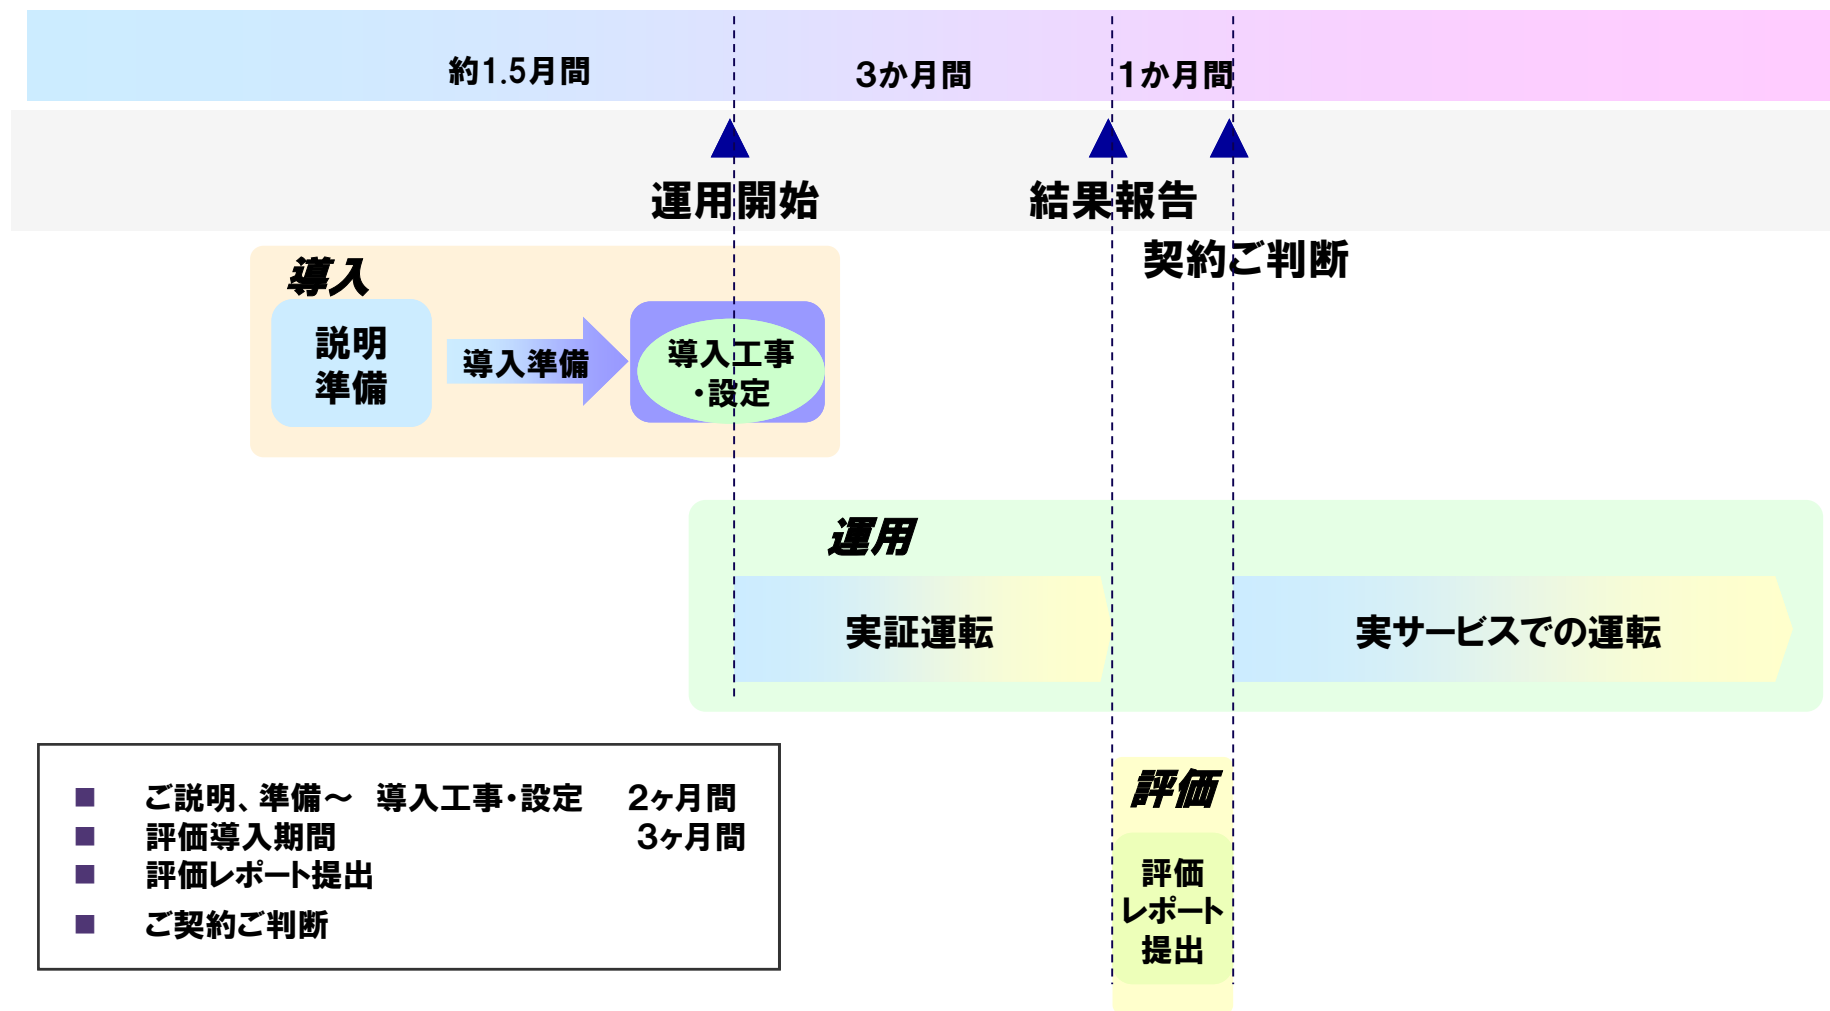 約1.5月間
3か月間
1か月間
運用開始
結果報告
契約ご判断
導入
説明
準備
導入準備
導入工事
・設定
運用
実証運転
実サービスでの運転
■ ご説明、準備～ 導入工事・設定 2ヶ月間
■ 評価導入期間 3ヶ月間
■ 評価レポート提出
■ ご契約ご判断
評価
評価
レポート
提出